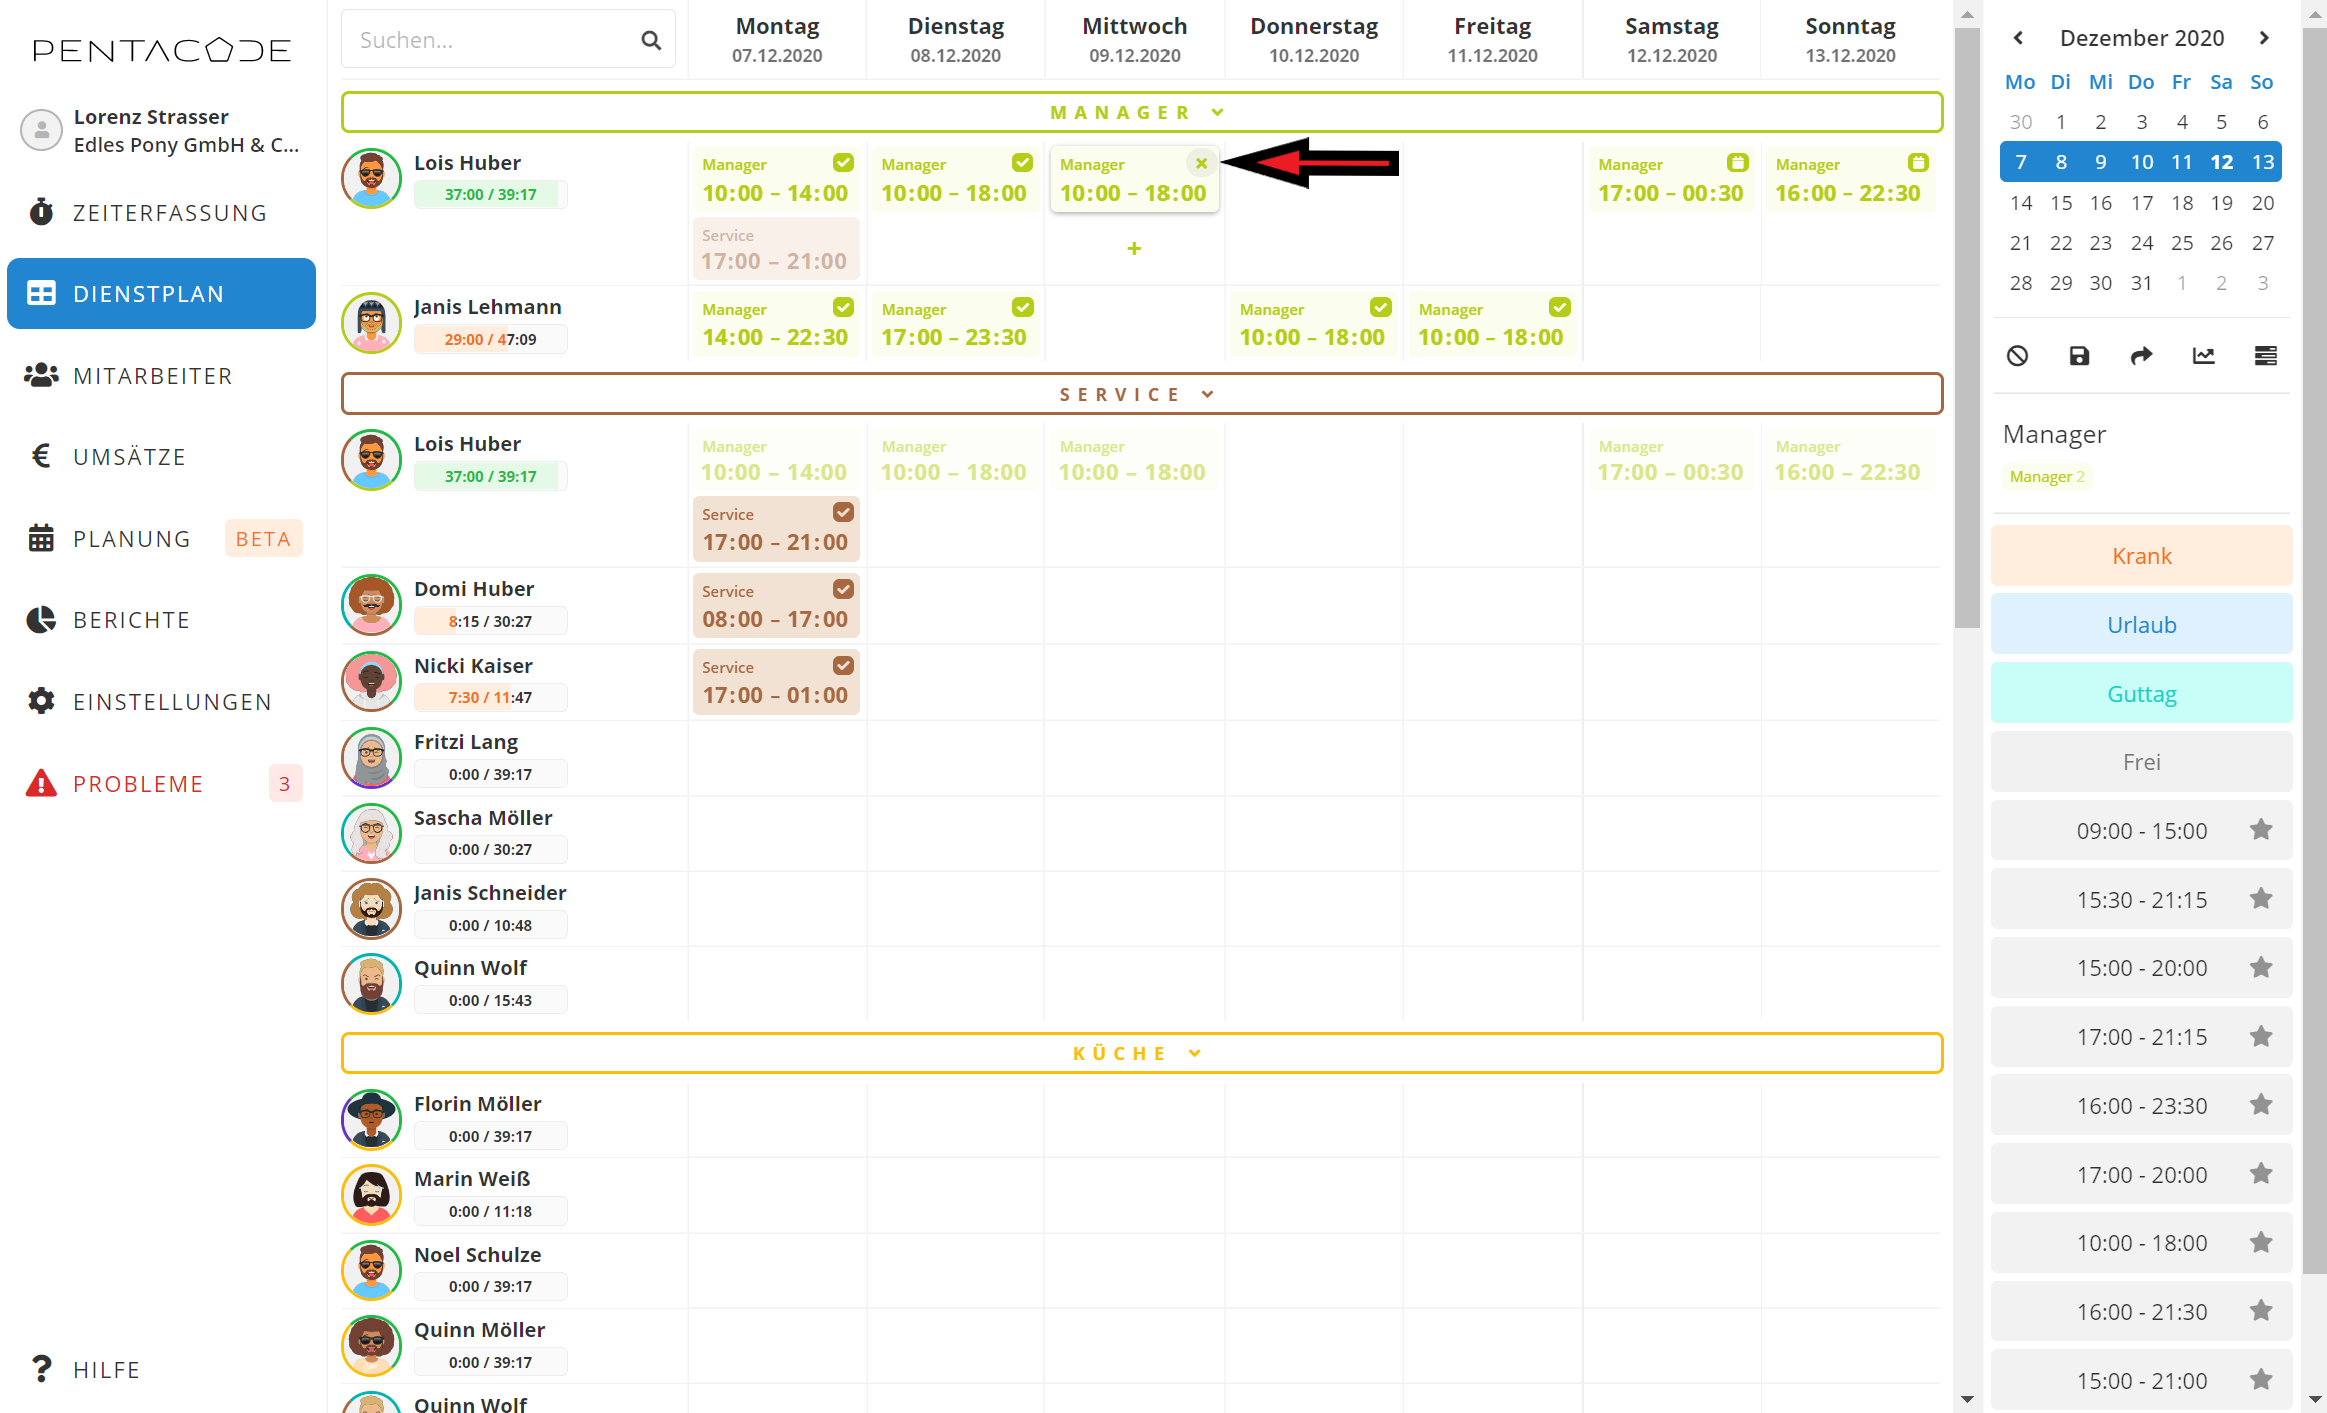 PENTACODE
Lorenz Strasser
Edles Pony GmbH & C...
ZEITERFASSUNG
DIENSTPLAN
MITARBEITER
UMSÄTZE
PLANUNG BETA
BERICHTE
EINSTELLUNGEN
PROBLEME 3
HILFE
Suchen...
Montag Dienstag Mittwoch Donnerstag Freitag Samstag Sonntag
07.12.2020 08.12.2020 09.12.2020 10.12.2020 11.12.2020 12.12.2020 13.12.2020
MANAGER
Lois Huber
37:00 / 39:17
Manager Manager Manager Manager Manager
10:00 – 14:00 10:00 – 18:00 10:00 – 18:00 17:00 – 00:30 16:00 – 22:30
Service
17:00 – 21:00
+
Janis Lehmann
29:00 / 47:09
Manager Manager Manager Manager
14:00 – 22:30 17:00 – 23:30 10:00 – 18:00 10:00 – 18:00
SERVICE
Lois Huber
37:00 / 39:17
Manager Manager Manager Manager Manager
10:00 – 14:00 10:00 – 18:00 10:00 – 18:00 17:00 – 00:30 16:00 – 22:30
Service
17:00 – 21:00
Domi Huber
8:15 / 30:27
Service
08:00 – 17:00
Nicki Kaiser
7:30 / 11:47
Service
17:00 – 01:00
Fritzi Lang
0:00 / 39:17
Sascha Möller
0:00 / 30:27
Janis Schneider
0:00 / 10:48
Quinn Wolf
0:00 / 15:43
KÜCHE
Florin Möller
0:00 / 39:17
Marin Weiß
0:00 / 11:18
Noel Schulze
0:00 / 39:17
Quinn Möller
0:00 / 39:17
Quinn Wolf
Dezember 2020
Mo Di Mi Do Fr Sa So
30 1 2 3 4 5 6
7 8 9 10 11 12 13
14 15 16 17 18 19 20
21 22 23 24 25 26 27
28 29 30 31 1 2 3
Manager
Manager 2
Krank
Urlaub
Guttag
Frei
09:00 - 15:00
15:30 - 21:15
15:00 - 20:00
17:00 - 21:15
16:00 - 23:30
17:00 - 20:00
10:00 - 18:00
16:00 - 21:30
15:00 - 21:00